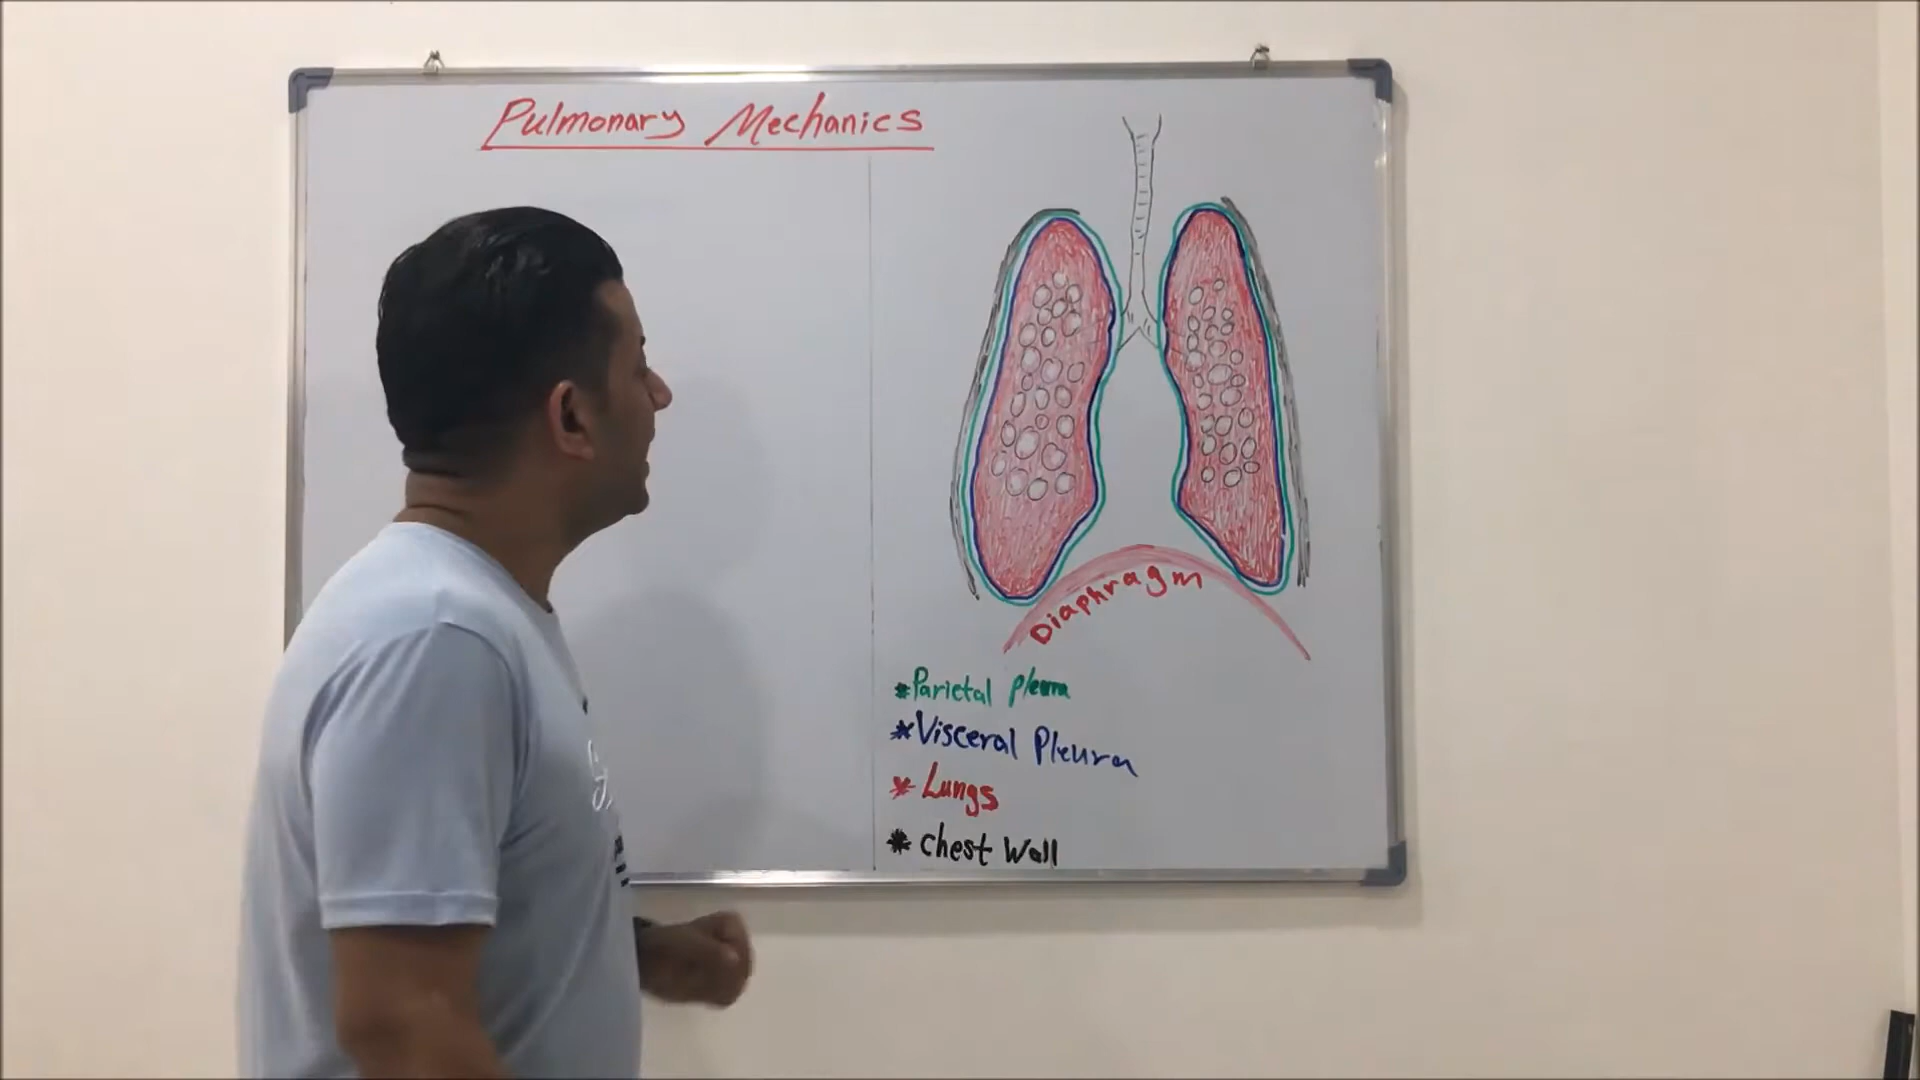 Pulmonary Mechanics
Diaphragm
*Parietal Pleura
*Visceral Pleura
* Lungs
* Chest Wall